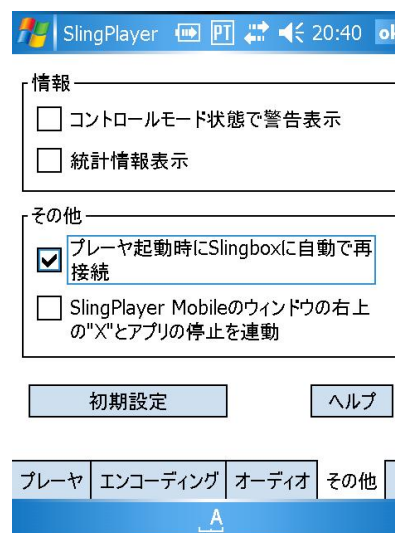 SlingPlayer PT 20:40 ok
情報
コントロールモード状態で警告表示
統計情報表示
その他
プレーヤ起動時にSlingboxに自動で再
接続
SlingPlayer Mobileのウィンドウの右上
の"X"とアプリの停止を連動
初期設定 ヘルプ
プレーヤ エンコーディング オーディオ その他
A